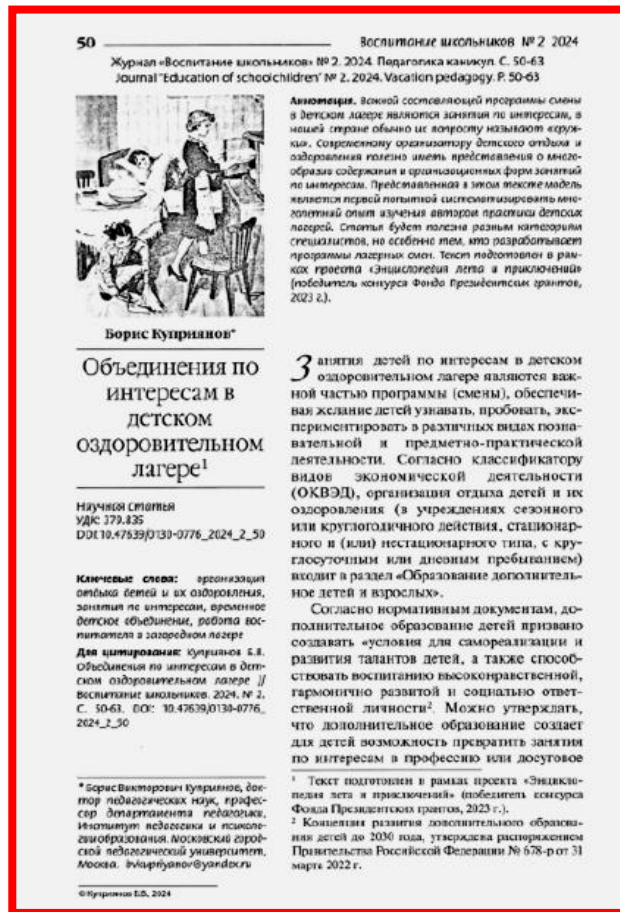 50
Воспитание школьников № 2 2024
Журнал «Воспитание школьников» № 2. 2024. Педагогика каникул. С. 50-63
Journal "Education of schoolchildren" № 2. 2024. Vacation pedagogy. P. 50-63
Борис Куприянов*
Объединения по
интересам в
детском
оздоровительном
лагере¹
Научная статья
УДК: 379.835
DOI: 10.47639/0130-0776_2024_2_50
Ключевые слова: организация
отдыха детей и их оздоровления,
занятия по интересам, временное
детское объединение, работа вос-
питателя в загородном лагере
Для цитирования: Куприянов Б.В.
Объединения по интересам в дет-
ском оздоровительном лагере //
Воспитание школьников. 2024. № 2.
С. 50-63. DOI: 10.47639/0130-0776_
2024_2_50
* Борис Викторович Куприянов, док-
тор педагогических наук, профес-
сор департамента педагогики,
Институт педагогики и психоло-
гии образования, Московский город-
ской педагогический университет,
Москва. bvkupriyanov@yandex.ru
© Куприянов Б.В., 2024
Аннотация. Важной составляющей программы смены
в детском лагере являются занятия по интересам, в
нашей стране обычно их попросту называют «круж-
ки». Современному организатору детского отдыха и
оздоровления полезно иметь представления о много-
образии содержания и организационных форм занятий
по интересам. Представленная в этом тексте модель
является первой попыткой систематизировать мно-
голетний опыт изучения автором практики детских
лагерей. Статья будет полезна разным категориям
специалистов, но особенно тем, кто разрабатывает
программы лагерных смен. Текст подготовлен в рам-
ках проекта «Энциклопедия лета и приключений»
(победитель конкурса Фонда Президентских грантов,
2023 г.).
Занятия детей по интересам в детском
оздоровительном лагере являются важ-
ной частью программы (смены), обеспечи-
вая желание детей узнавать, пробовать, экс-
периментировать в различных видах позна-
вательной и предметно-практической
деятельности. Согласно классификатору
видов экономической деятельности
(ОКВЭД), организация отдыха детей и их
оздоровления (в учреждениях сезонного
или круглогодичного действия, стационар-
ного и (или) нестационарного типа, с кру-
глосуточным или дневным пребыванием)
входит в раздел «Образование дополнитель-
ное детей и взрослых».
Согласно нормативным документам, до-
полнительное образование детей призвано
создавать «условия для самореализации и
развития талантов детей, а также способ-
ствовать воспитанию высоконравственной,
гармонично развитой и социально ответ-
ственной личности². Можно утверждать,
что дополнительное образование создает
для детей возможность превратить занятия
по интересам в профессию или досуговое
¹ Текст подготовлен в рамках проекта «Энцикло-
педия лета и приключений» (победитель конкурса
Фонда Президентских грантов, 2023 г.).
² Концепция развития дополнительного образова-
ния детей до 2030 года, утверждена распоряжением
Правительства Российской Федерации № 678-р от 31
марта 2022 г.